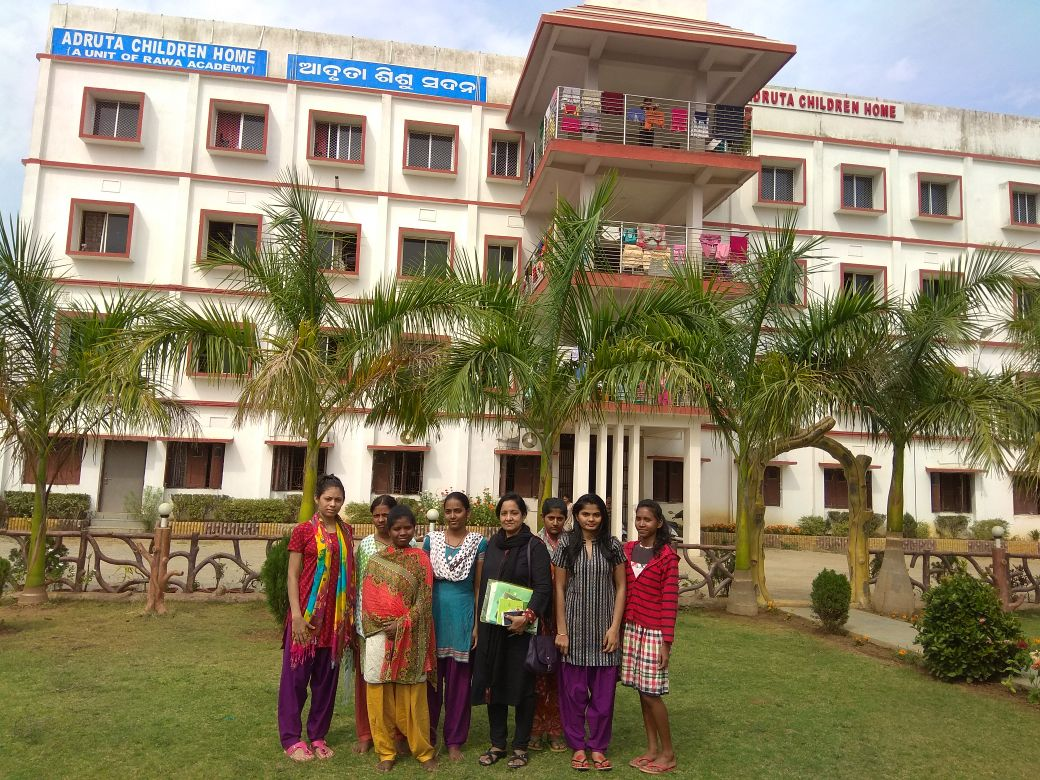 ADRUTA CHILDREN HOME
(A UNIT OF RAWA ACADEMY)
ଆଦୃତା ଶିଶୁ ସଦନ
ADRUTA CHILDREN HOME